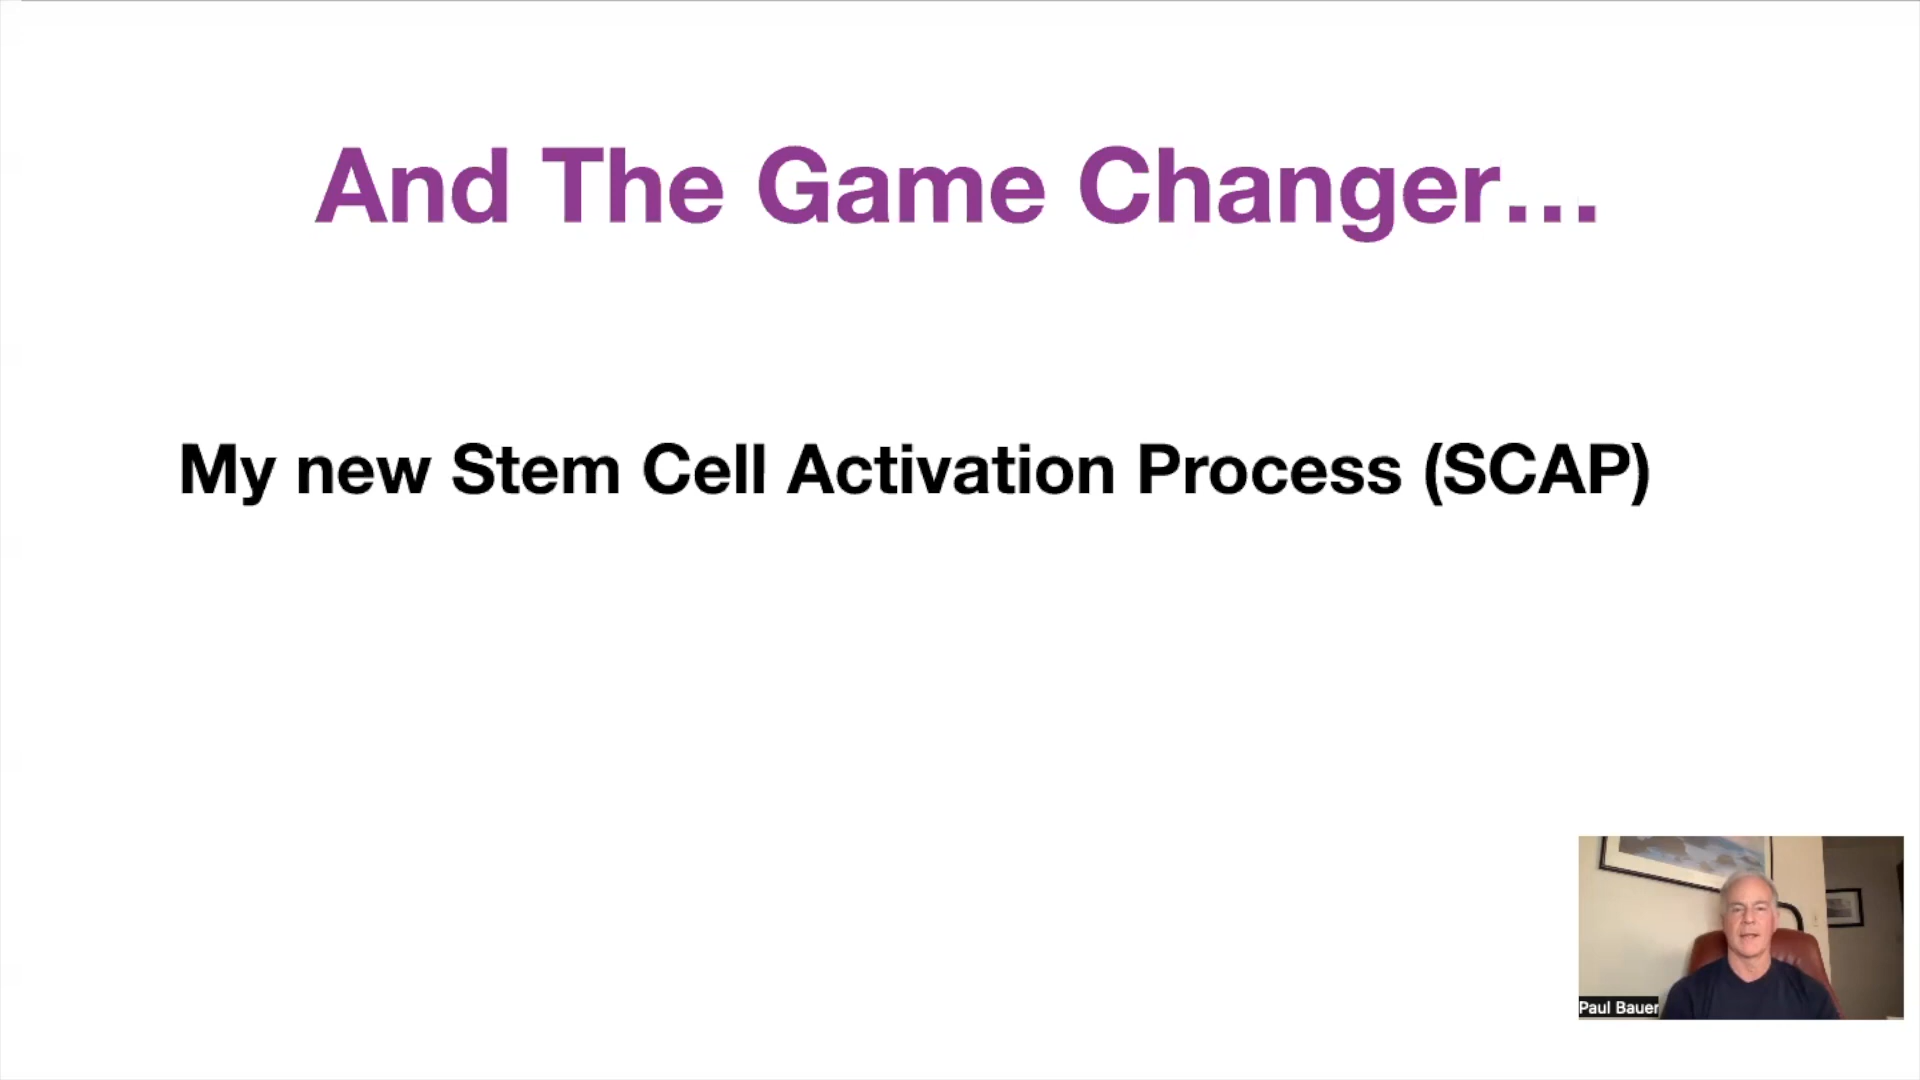 And The Game Changer...
My new Stem Cell Activation Process (SCAP)
Paul Bauer